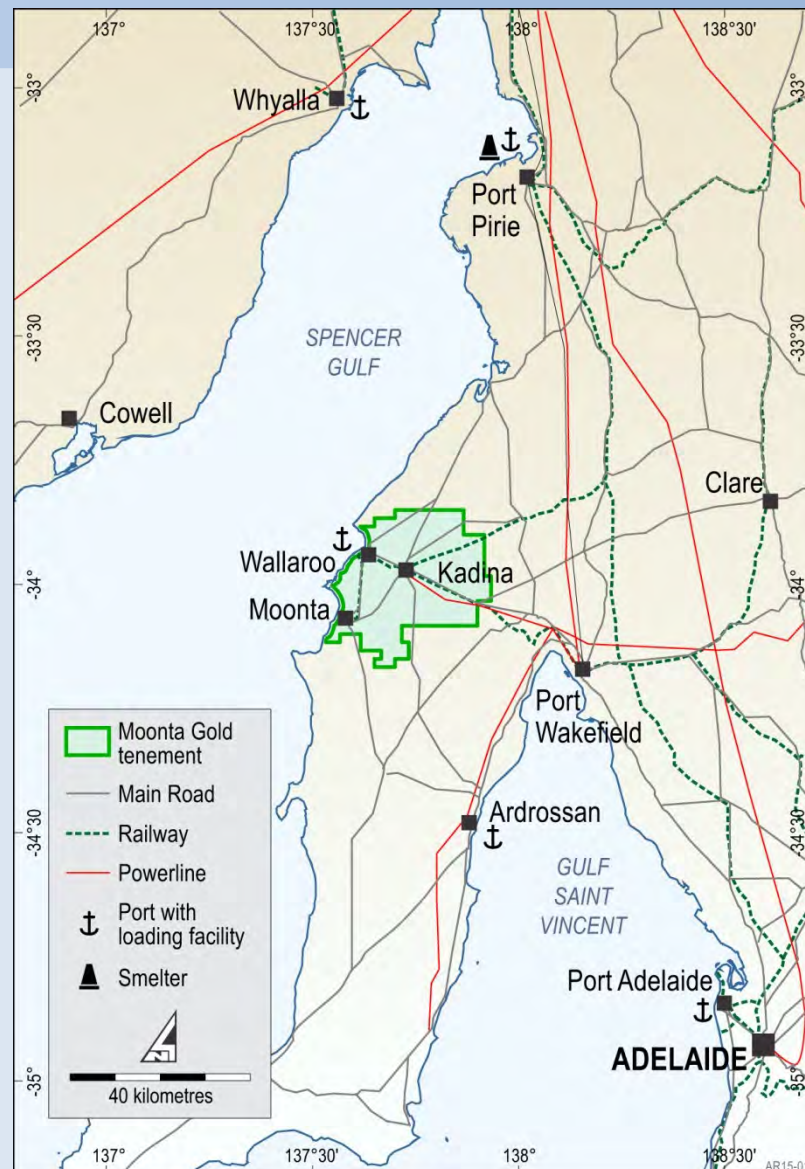 137°
137°30
138°
138°30
-33°
-33°
Whyalla
Port
Pirie
-33°30
-33°30
SPENCER
GULF
Cowell
Clare
Wallaroo
Kadina
-34°
-34°
Moonta
Port
Wakefield
Moonta Gold
tenement
Main Road
Railway
Powerline
Port with
loading facility
Smelter
40 kilometres
Ardrossan
-34°30
-34°30
GULF
SAINT
VINCENT
Port Adelaide
ADELAIDE
-35°
-35°
137°
137°30
138°
138°30